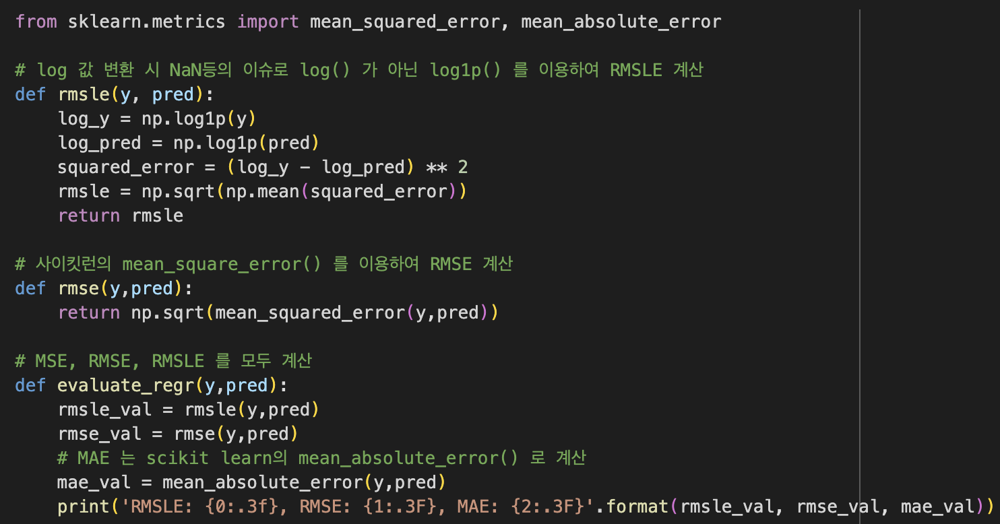 from sklearn.metrics import mean_squared_error, mean_absolute_error
# log 값 변환 시 NaN등의 이슈로 log() 가 아닌 log1p() 를 이용하여 RMSLE 계산
def rmsle(y, pred):
    log_y = np.log1p(y)
    log_pred = np.log1p(pred)
    squared_error = (log_y - log_pred) ** 2
    rmsle = np.sqrt(np.mean(squared_error))
    return rmsle
# 사이킷런의 mean_square_error() 를 이용하여 RMSE 계산
def rmse(y,pred):
    return np.sqrt(mean_squared_error(y,pred))
# MSE, RMSE, RMSLE 를 모두 계산
def evaluate_regr(y,pred):
    rmsle_val = rmsle(y,pred)
    rmse_val = rmse(y,pred)
    # MAE 는 scikit learn의 mean_absolute_error() 로 계산
    mae_val = mean_absolute_error(y,pred)
    print('RMSLE: {0:.3f}, RMSE: {1:.3F}, MAE: {2:.3F}'.format(rmsle_val, rmse_val, mae_val))